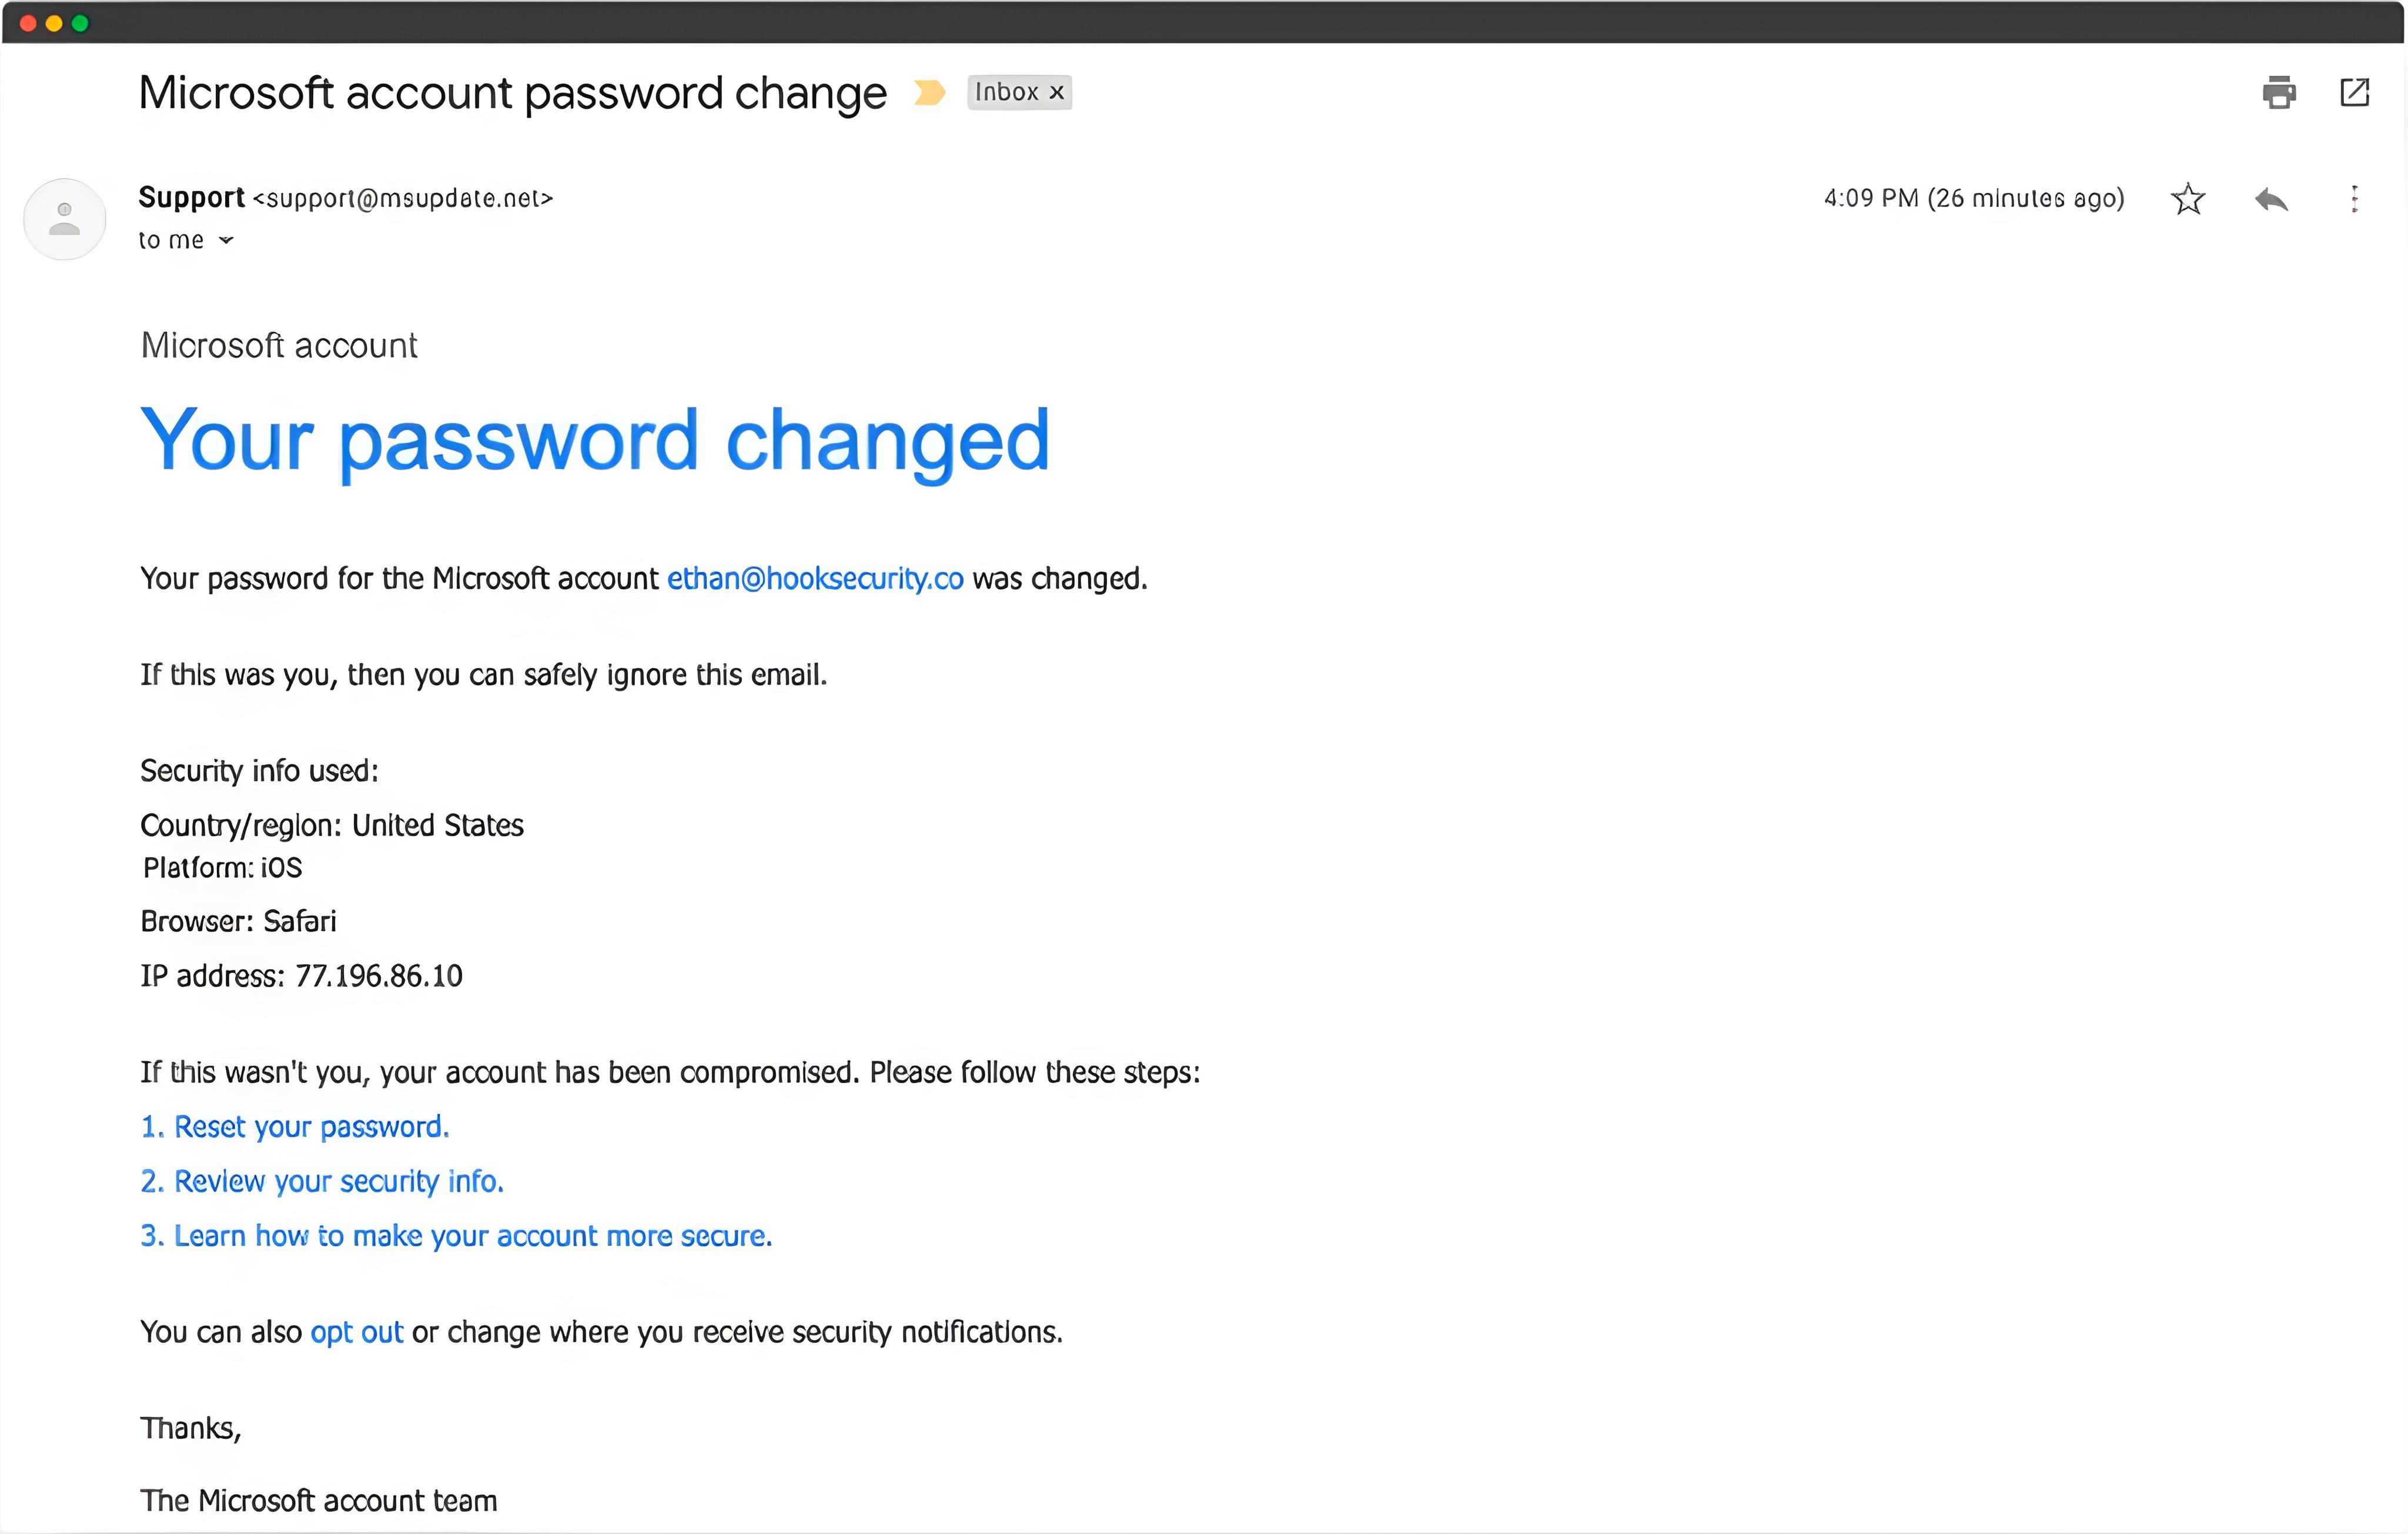 Microsoft account password change
Inbox x
Support <support@msupdate.net>
4:09 PM (26 minutes ago)
to me
Microsoft account
Your password changed
Your password for the Microsoft account ethan@hooksecurity.co was changed.
If this was you, then you can safely ignore this email.
Security info used:
Country/region: United States
Platform: iOS
Browser: Safari
IP address: 77.196.86.10
If this wasn't you, your account has been compromised. Please follow these steps:
1. Reset your password.
2. Review your security info.
3. Learn how to make your account more secure.
You can also opt out or change where you receive security notifications.
Thanks,
The Microsoft account team